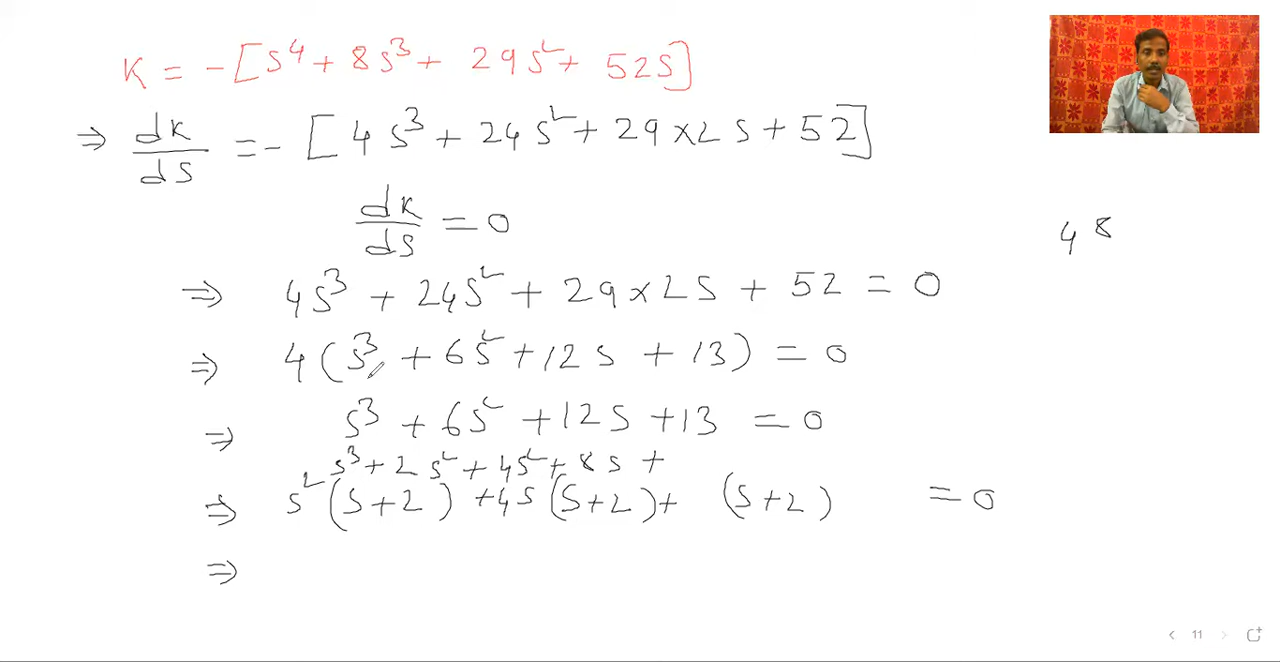 K = -[S⁴ + 8S³ + 29S² + 52S]
⇒ dK/dS = -[4S³ + 24S² + 29×2S + 52]
dK/dS = 0
48
⇒ 4S³ + 24S² + 29×2S + 52 = 0
⇒ 4(S³ + 6S² + 12S + 13) = 0
⇒ S³ + 6S² + 12S + 13 = 0
S³ + 2S² + 4S² + 8S +
⇒ S²(S+2) + 4S(S+2) + (S+2) = 0
⇒
< 11 >